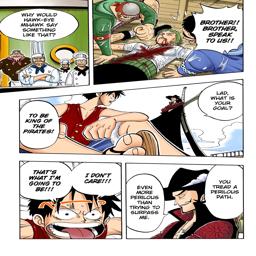 WHY WOULD
HAWK-EYE
MIHAWK SAY
SOMETHING
LIKE THAT?
BROTHER!!
BROTHER,
SPEAK
TO US!!
LAD,
WHAT IS
YOUR
GOAL?
TO BE
KING OF
THE
PIRATES!
YOU
TREAD A
PERILOUS
PATH.
EVEN
MORE
PERILOUS
THAN
TRYING TO
SURPASS
ME.
I DON'T
CARE!!!
THAT'S
WHAT I'M
GOING TO
BE!!!